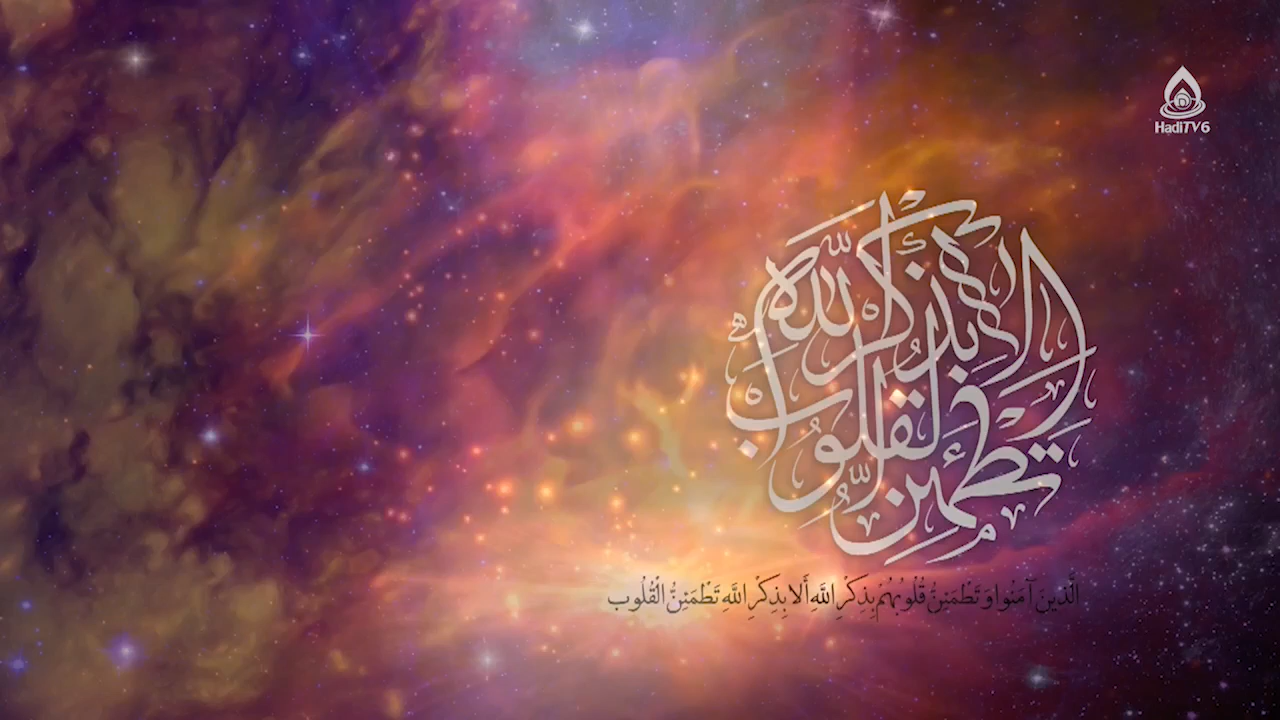 HadiTV6
ألا بذكر الله تطمئن القلوب
الَّذِينَ آمَنُوا وَتَطْمَئِنُّ قُلُوبُهُمْ بِذِكْرِ اللَّهِ أَلَا بِذِكْرِ اللَّهِ تَطْمَئِنُّ الْقُلُوبُ